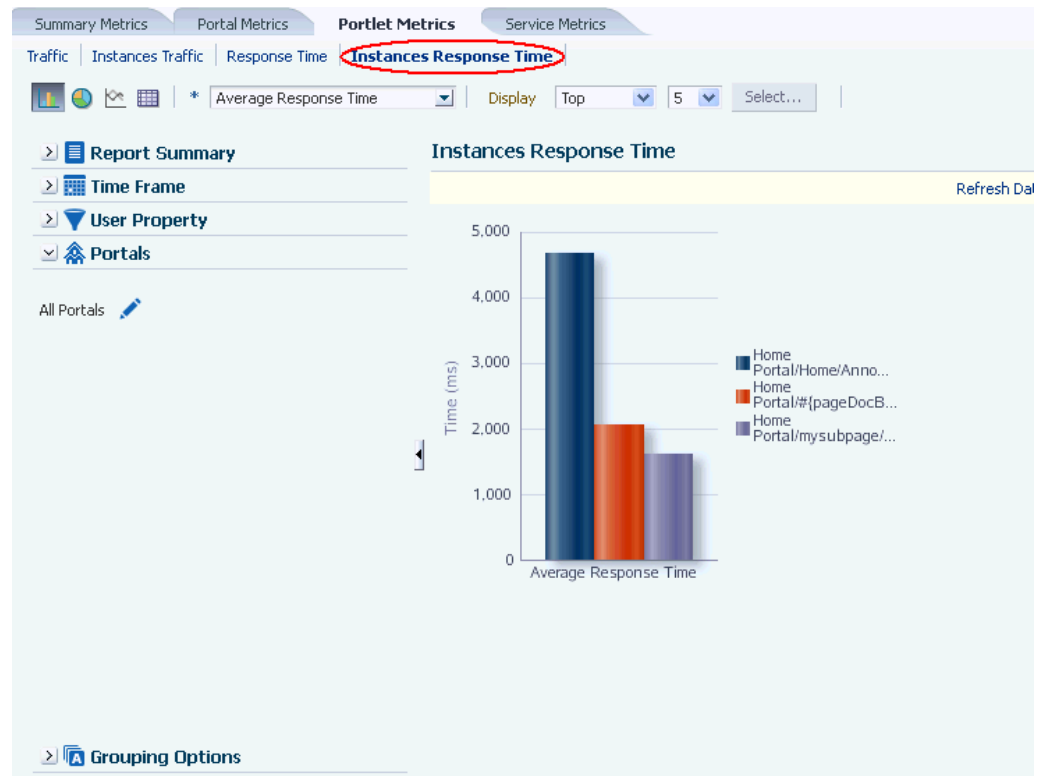 Summary Metrics Portal Metrics Portlet Metrics Service Metrics
Traffic Instances Traffic Response Time Instances Response Time
* Average Response Time Display Top 5 Select...
Report Summary
Time Frame
User Property
Portals
All Portals
Instances Response Time
Refresh
5,000
4,000
3,000
2,000
1,000
0
Time (ms)
Average Response Time
Home
Portal/Home/Anno...
Home
Portal/#{pageDocB...
Home
Portal/mysubpage/...
Grouping Options